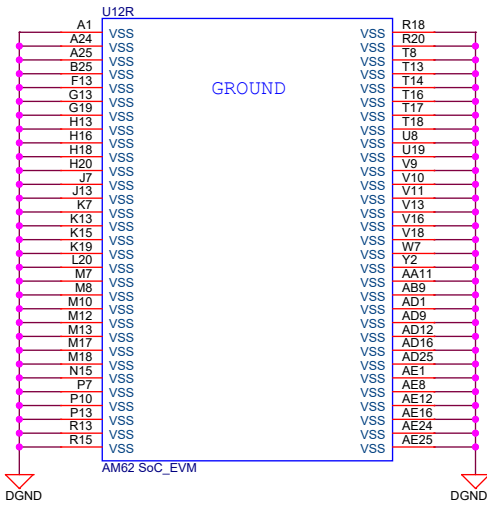 U12R
A1 VSS VSS R18
A24 VSS VSS R20
A25 VSS VSS T8
B25 VSS VSS T13
F13 VSS VSS T14
GROUND
G13 VSS VSS T16
G19 VSS VSS T17
H13 VSS VSS T18
H16 VSS VSS U8
H18 VSS VSS U19
H20 VSS VSS V9
J7 VSS VSS V10
J13 VSS VSS V11
K7 VSS VSS V13
K13 VSS VSS V16
K15 VSS VSS V18
K19 VSS VSS W7
L20 VSS VSS Y2
M7 VSS VSS AA11
M8 VSS VSS AB9
M10 VSS VSS AD1
M12 VSS VSS AD9
M13 VSS VSS AD12
M17 VSS VSS AD16
M18 VSS VSS AD25
N15 VSS VSS AE1
P7 VSS VSS AE8
P10 VSS VSS AE12
P13 VSS VSS AE16
R13 VSS VSS AE24
R15 VSS VSS AE25
AM62 SoC_EVM
DGND DGND